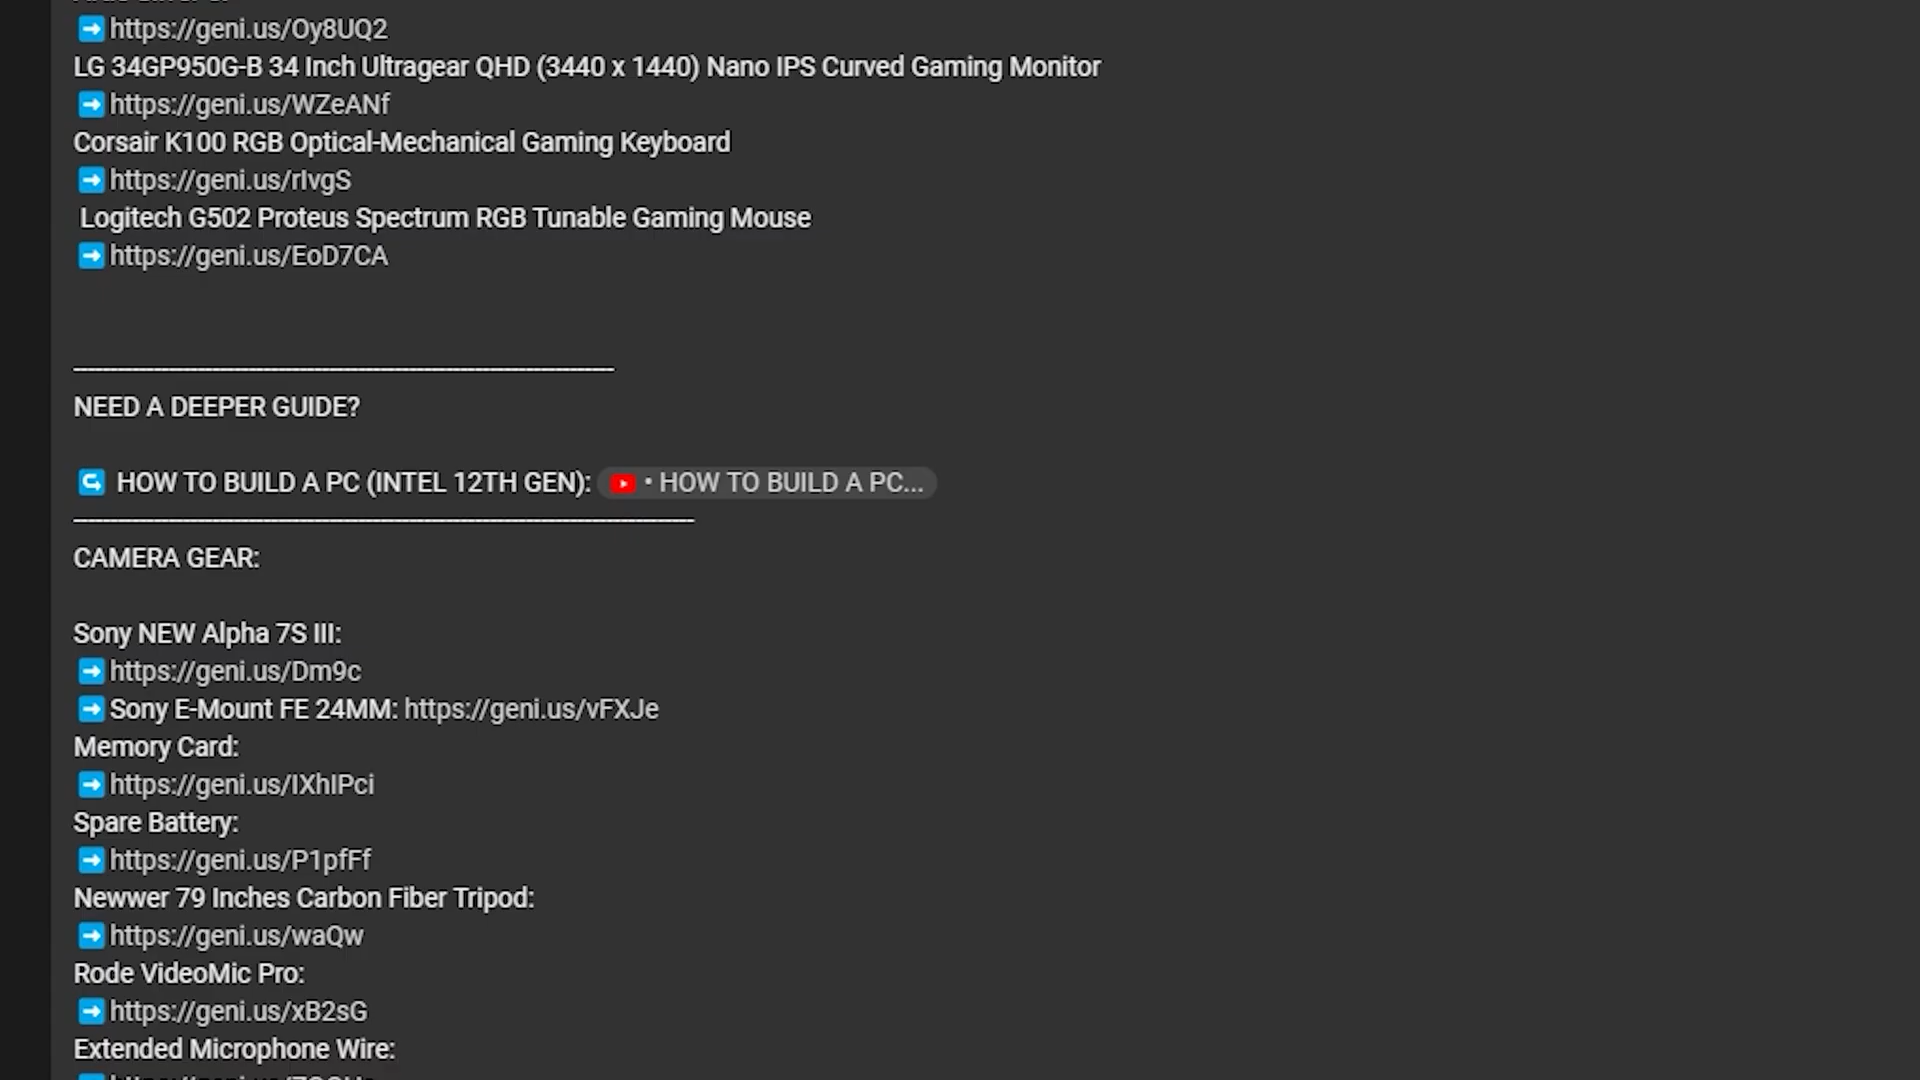 ➡️https://geni.us/Oy8UQ2
LG 34GP950G-B 34 Inch Ultragear QHD (3440 x 1440) Nano IPS Curved Gaming Monitor
➡️https://geni.us/WZeANf
Corsair K100 RGB Optical-Mechanical Gaming Keyboard
➡️https://geni.us/rIvgS
Logitech G502 Proteus Spectrum RGB Tunable Gaming Mouse
➡️https://geni.us/EoD7CA
NEED A DEEPER GUIDE?
↪️ HOW TO BUILD A PC (INTEL 12TH GEN): • HOW TO BUILD A PC...
CAMERA GEAR:
Sony NEW Alpha 7S III:
➡️https://geni.us/Dm9c
➡️Sony E-Mount FE 24MM: https://geni.us/vFXJe
Memory Card:
➡️https://geni.us/IXhIPci
Spare Battery:
➡️https://geni.us/P1pfFf
Newwer 79 Inches Carbon Fiber Tripod:
➡️https://geni.us/waQw
Rode VideoMic Pro:
➡️https://geni.us/xB2sG
Extended Microphone Wire: